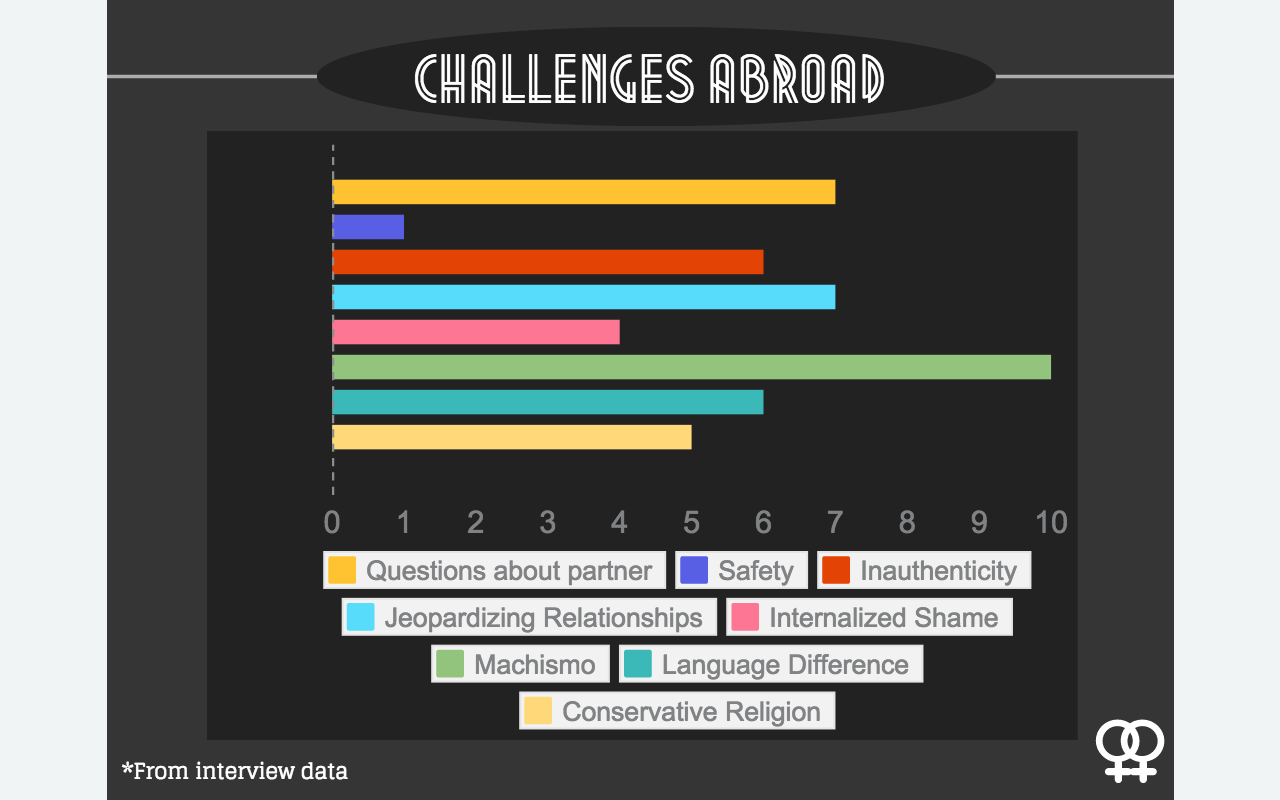 CHALLENGES ABROAD
0 1 2 3 4 5 6 7 8 9 10
Questions about partner Safety Inauthenticity
Jeopardizing Relationships Internalized Shame
Machismo Language Difference
Conservative Religion
*From interview data